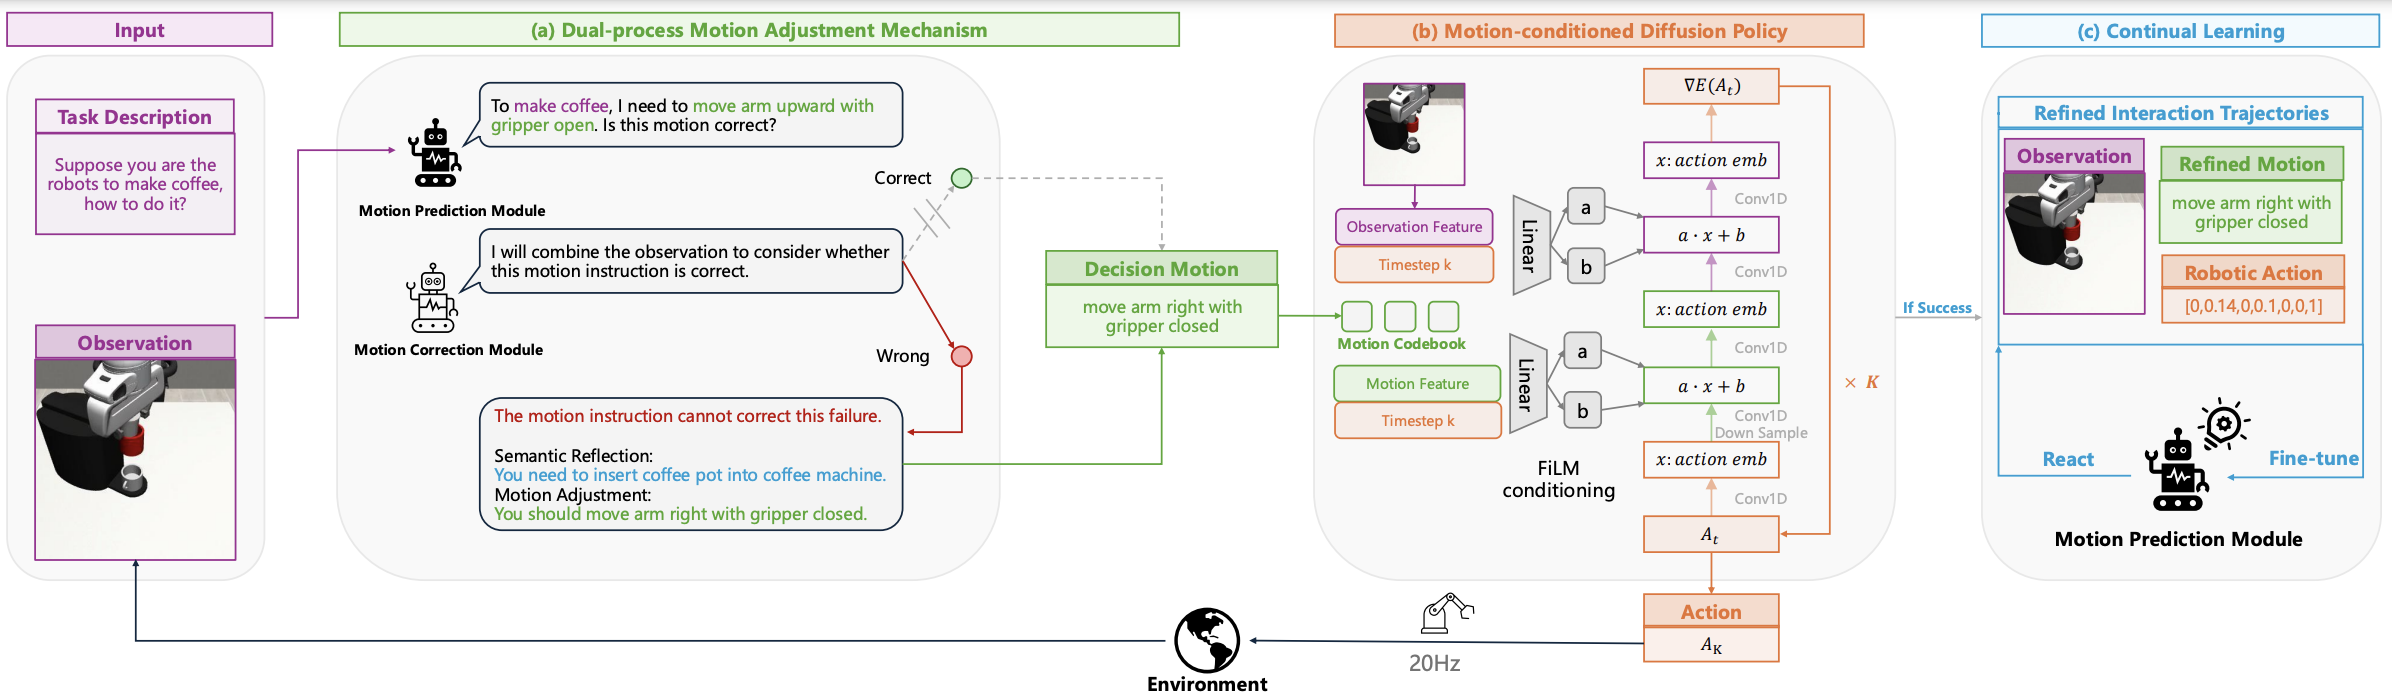 Input
Task Description
Suppose you are the
robots to make coffee,
how to do it?
Observation
(a) Dual-process Motion Adjustment Mechanism
To make coffee, I need to move arm upward with
gripper open. Is this motion correct?
Motion Prediction Module
I will combine the observation to consider whether
this motion instruction is correct.
Motion Correction Module
Correct
Wrong
The motion instruction cannot correct this failure.
Semantic Reflection:
You need to insert coffee pot into coffee machine.
Motion Adjustment:
You should move arm right with gripper closed.
Decision Motion
move arm right with
gripper closed
(b) Motion-conditioned Diffusion Policy
Observation Feature
Timestep k
Motion Codebook
Motion Feature
Timestep k
Linear
a
b
Linear
a
b
FiLM
conditioning
∇E(Aₜ)
x: action emb
Conv1D
a · x + b
Conv1D
x: action emb
Conv1D
a · x + b
Conv1D
Down Sample
x: action emb
Conv1D
Aₜ
× K
Action
A_K
20Hz
Environment
If Success
(c) Continual Learning
Refined Interaction Trajectories
Observation
Refined Motion
move arm right with
gripper closed
Robotic Action
[0,0.14,0,0.1,0,0,1]
React
Fine-tune
Motion Prediction Module